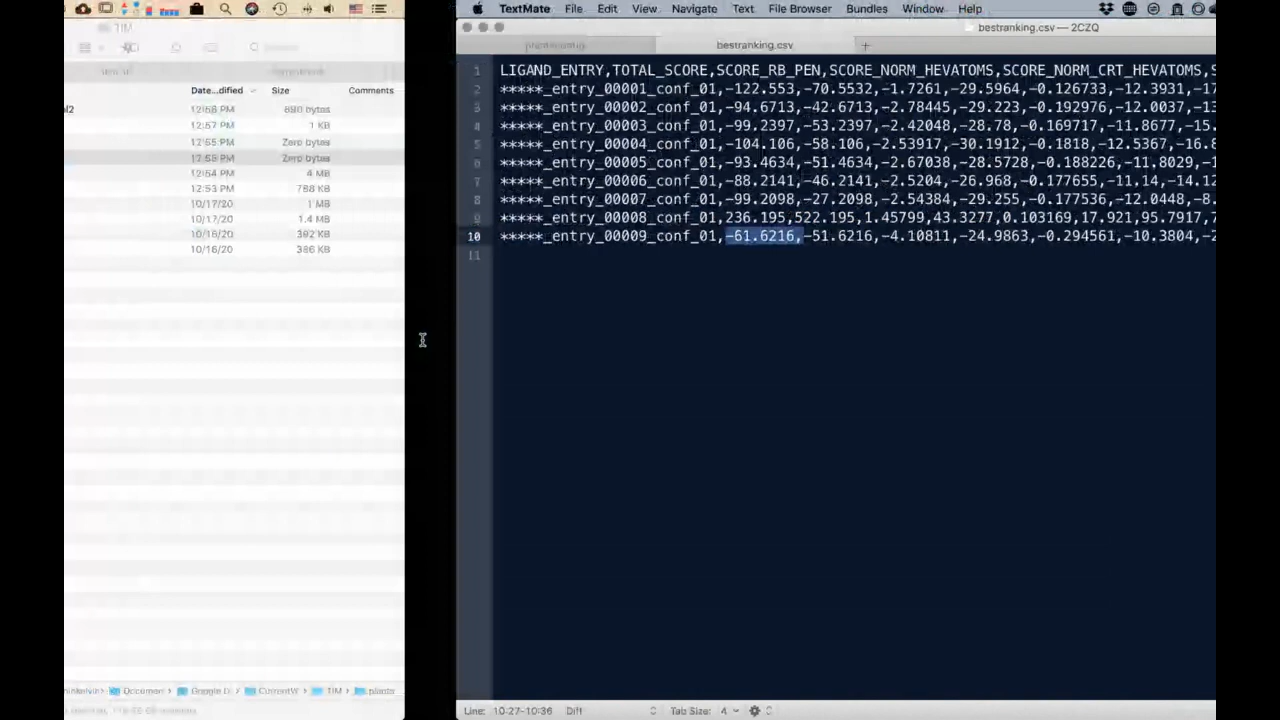 TextMate File Edit View Navigate Text File Browser Bundles Window Help
TIM
bestranking.csv — 2CZQ
bestranking.csv +
Date...dified Size Comments
12:58 PM 890 bytes
12:57 PM 1 KB
12:55 PM Zero bytes
12:55 PM Zero bytes
12:54 PM 4 MB
12:53 PM 788 KB
10/17/20 1 MB
10/17/20 1.4 MB
10/16/20 392 KB
10/16/20 386 KB
1 LIGAND_ENTRY,TOTAL_SCORE,SCORE_RB_PEN,SCORE_NORM_HEVATOMS,SCORE_NORM_CRT_HEVATOMS,S
2 *****_entry_00001_conf_01,-122.553,-70.5532,-1.7261,-29.5964,-0.126733,-12.3931,-17
3 *****_entry_00002_conf_01,-94.6713,-42.6713,-2.78445,-29.223,-0.192976,-12.0037,-13
4 *****_entry_00003_conf_01,-99.2397,-53.2397,-2.42048,-28.78,-0.169717,-11.8677,-15.
5 *****_entry_00004_conf_01,-104.106,-58.106,-2.53917,-30.1912,-0.1818,-12.5367,-16.8
6 *****_entry_00005_conf_01,-93.4634,-51.4634,-2.67038,-28.5728,-0.188226,-11.8029,-1
7 *****_entry_00006_conf_01,-88.2141,-46.2141,-2.5204,-26.968,-0.177655,-11.14,-14.12
8 *****_entry_00007_conf_01,-99.2098,-27.2098,-2.54384,-29.255,-0.177536,-12.0448,-8.
9 *****_entry_00008_conf_01,236.195,522.195,1.45799,43.3277,0.103169,17.921,95.7917,7
10 *****_entry_00009_conf_01,-61.6216,-51.6216,-4.10811,-24.9863,-0.294561,-10.3804,-2
11
Documen Google D CurrentW TIM plants
Line: 10-27–10:36 Diff Tab Size: 4